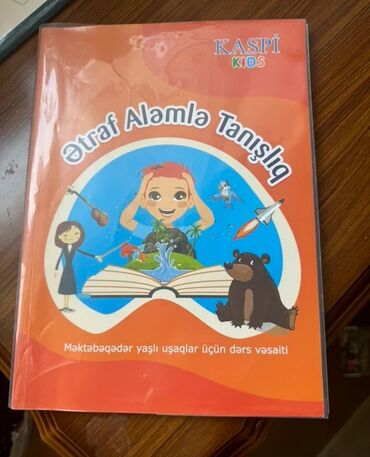 KASPİ
KIDS
Ətraf Aləmlə Tanışlıq
Məktəbəqədər yaşlı uşaqlar üçün dərs vəsaiti